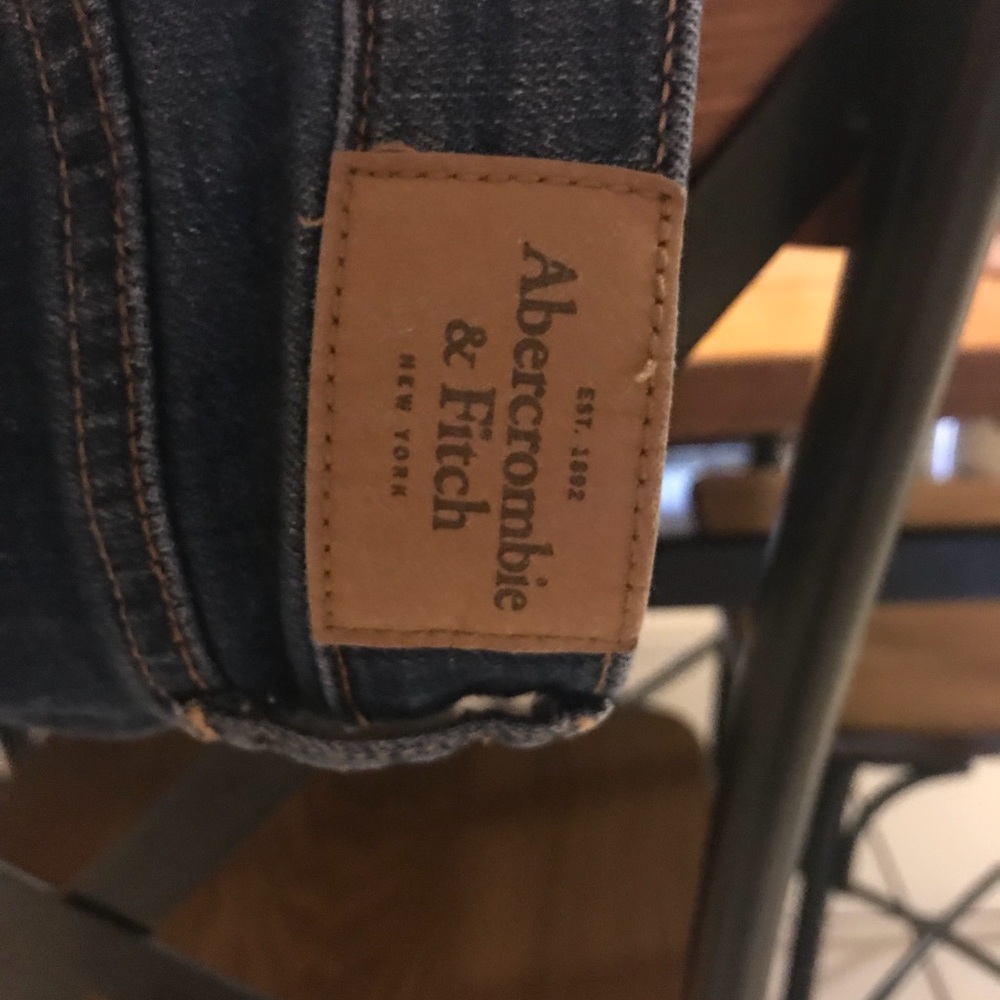 EST. 1892
Abercrombie
& Fitch
NEW YORK